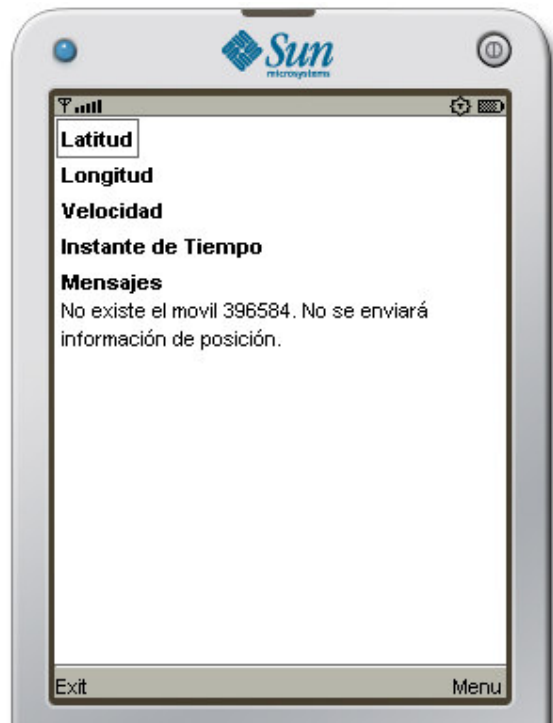 Sun
microsystems
Latitud
Longitud
Velocidad
Instante de Tiempo
Mensajes
No existe el movil 396584. No se enviará
información de posición.
Exit Menu